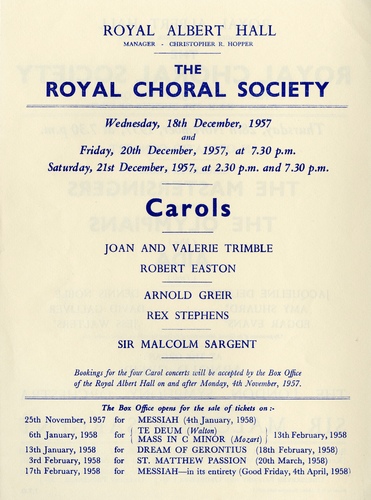 ROYAL ALBERT HALL
MANAGER - CHRISTOPHER R. HOPPER
THE
ROYAL CHORAL SOCIETY
Wednesday, 18th December, 1957
and
Friday, 20th December, 1957, at 7.30 p.m.
Saturday, 21st December, 1957, at 2.30 p.m. and 7.30 p.m.
Carols
JOAN AND VALERIE TRIMBLE
ROBERT EASTON
ARNOLD GREIR
REX STEPHENS
SIR MALCOLM SARGENT
Bookings for the four Carol concerts will be accepted by the Box Office
of the Royal Albert Hall on and after Monday, 4th November, 1957.
The Box Office opens for the sale of tickets on :-
25th November, 1957 for MESSIAH (4th January, 1958)
6th January, 1958 for { TE DEUM (Walton)
MASS IN C MINOR (Mozart) } 13th February, 1958
13th January, 1958 for DREAM OF GERONTIUS (18th February, 1958)
3rd February, 1958 for ST. MATTHEW PASSION (20th March, 1958)
17th February, 1958 for MESSIAH—in its entirety (Good Friday, 4th April, 1958)